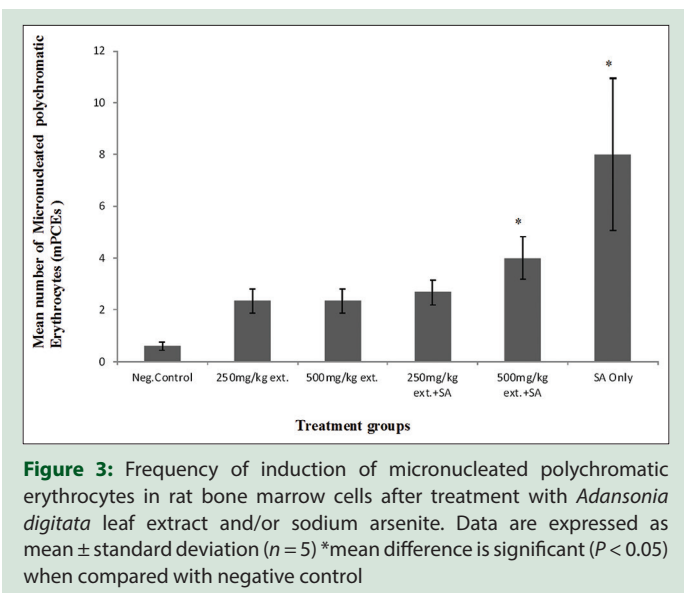 12
10
8
6
4
2
0
Mean number of Micronucleated polychromatic
Erythrocytes (mPCEs )
*
*
Neg.Control 250mg/kg ext. 500mg/kg ext. 250mg/kg 500mg/kg SA Only
ext.+SA ext.+SA
Treatment groups
Figure 3: Frequency of induction of micronucleated polychromatic
erythrocytes in rat bone marrow cells after treatment with Adansonia
digitata leaf extract and/or sodium arsenite. Data are expressed as
mean ± standard deviation (n = 5) *mean difference is significant (P < 0.05)
when compared with negative control